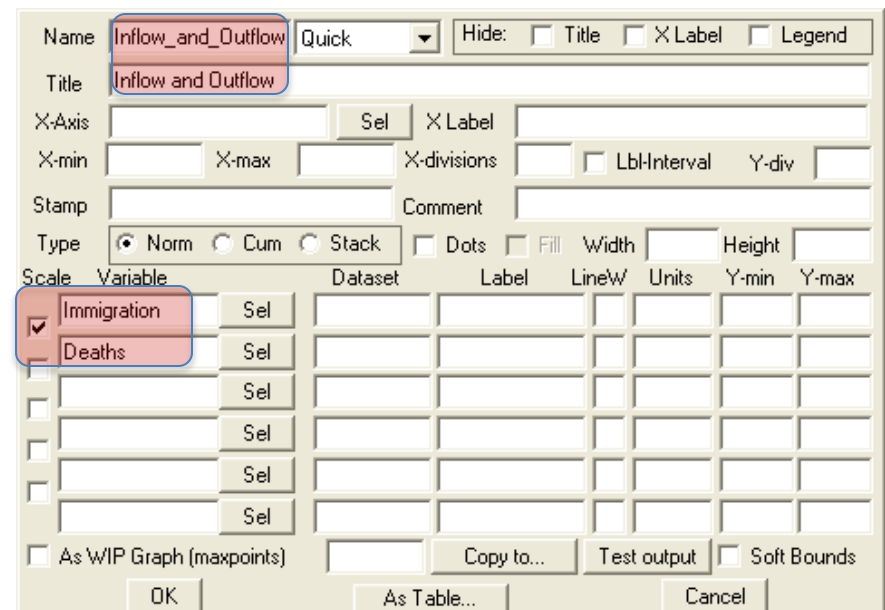 Name Inflow_and_Outflow Quick Hide: Title X Label Legend
Title Inflow and Outflow
X-Axis Sel X Label
X-min X-max X-divisions Lbl-Interval Y-div
Stamp Comment
Type Norm Cum Stack Dots Fill Width Height
Scale Variable Dataset Label LineW Units Y-min Y-max
Immigration Sel
Deaths Sel
Sel
Sel
Sel
Sel
As WIP Graph (maxpoints) Copy to... Test output Soft Bounds
OK As Table... Cancel